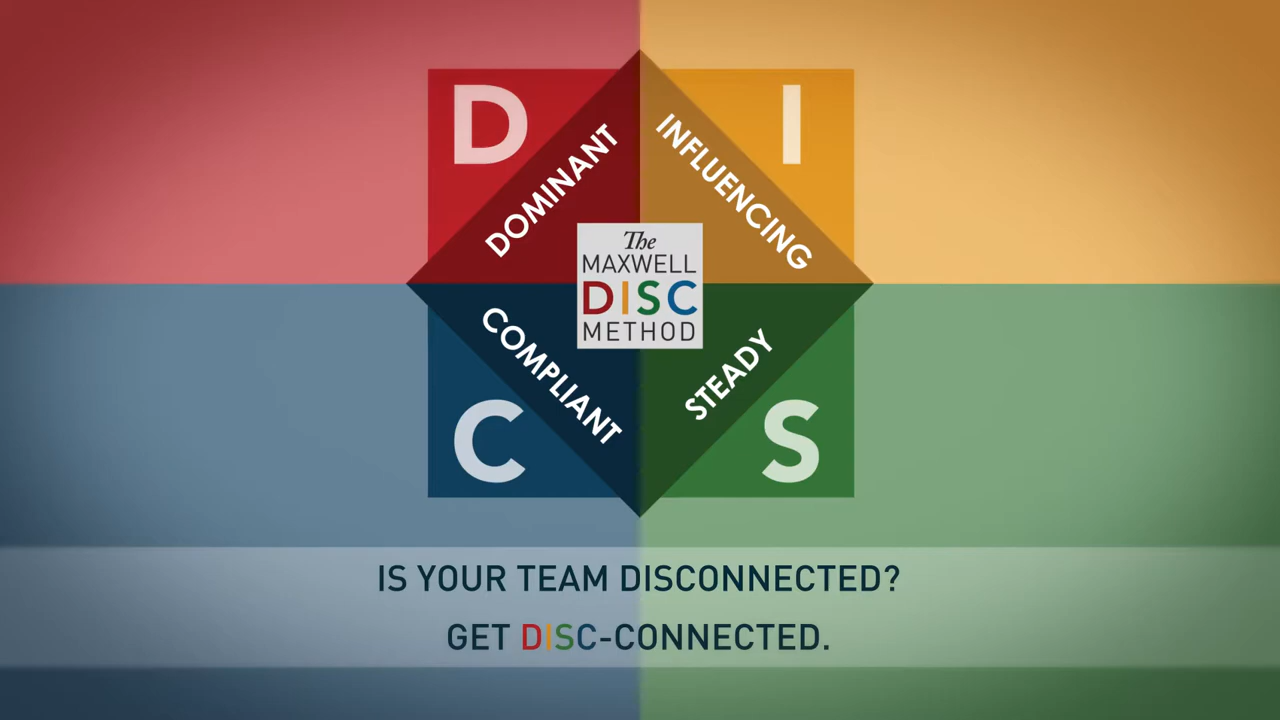 D
I
DOMINANT
INFLUENCING
The
MAXWELL
DISC
METHOD
COMPLIANT
STEADY
C
S
IS YOUR TEAM DISCONNECTED?
GET DISC-CONNECTED.